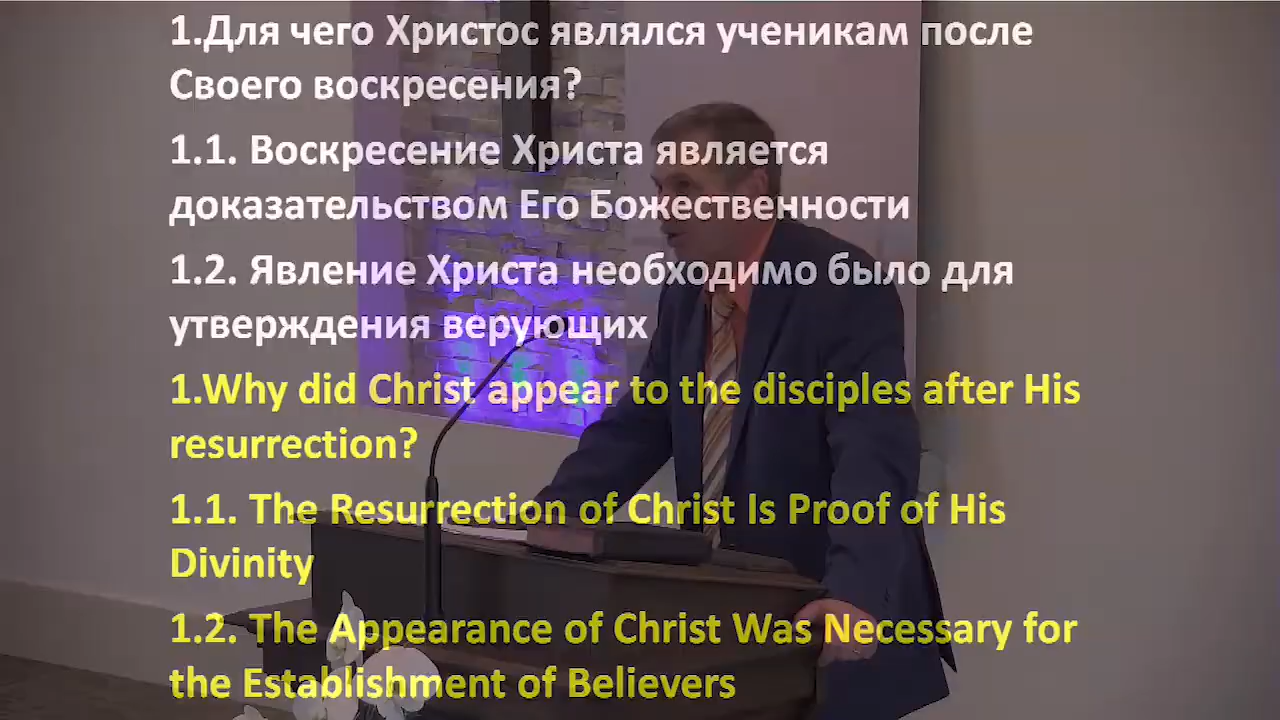 1.Для чего Христос являлся ученикам после
Своего воскресения?
1.1. Воскресение Христа является
доказательством Его Божественности
1.2. Явление Христа необходимо было для
утверждения верующих
1.Why did Christ appear to the disciples after His
resurrection?
1.1. The Resurrection of Christ Is Proof of His
Divinity
1.2. The Appearance of Christ Was Necessary for
the Establishment of Believers